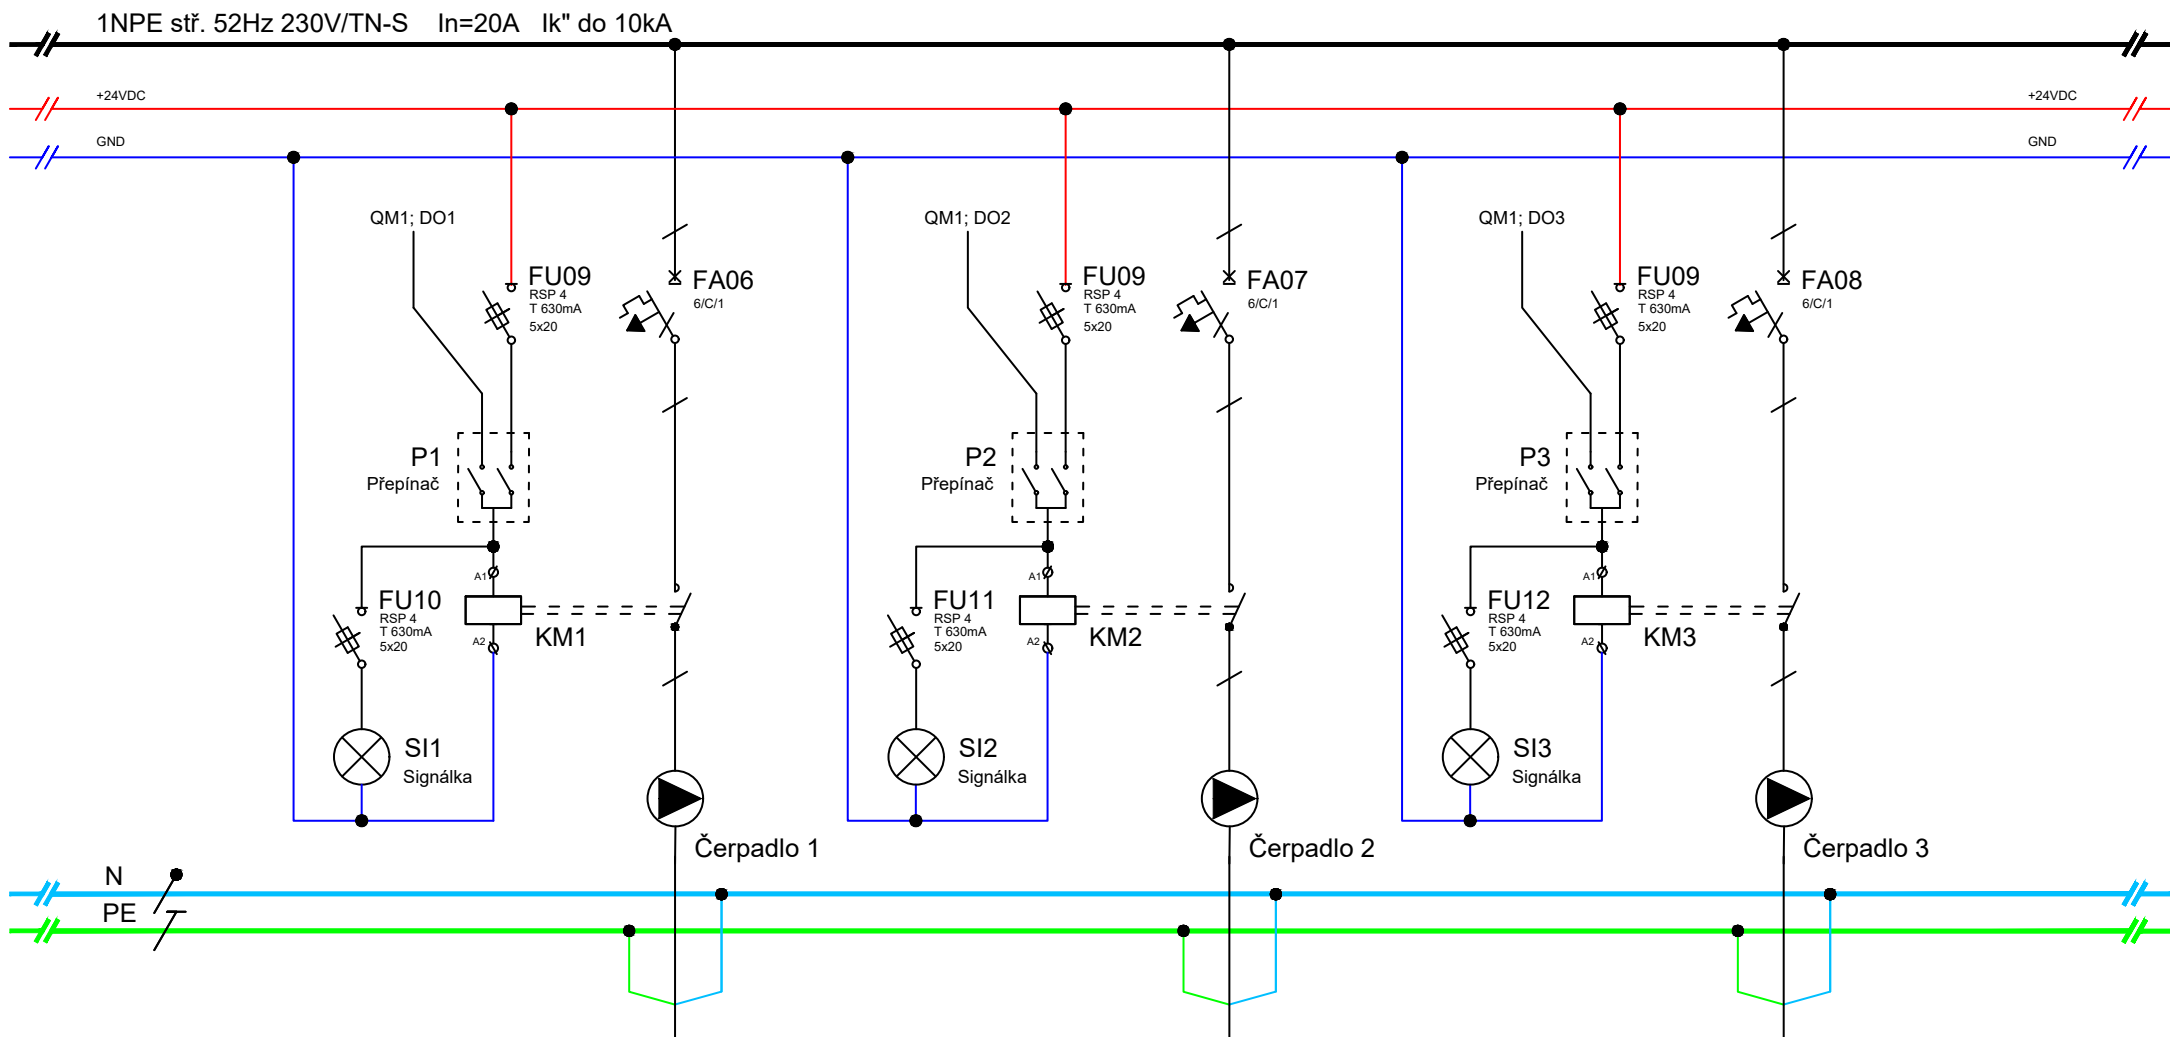 1NPE stř. 52Hz 230V/TN-S In=20A Ik" do 10kA
+24VDC +24VDC
GND GND
QM1; DO1 QM1; DO2 QM1; DO3
FU09
RSP 4
T 630mA
5x20
FA06
6/C/1
FU09
RSP 4
T 630mA
5x20
FA07
6/C/1
FU09
RSP 4
T 630mA
5x20
FA08
6/C/1
P1
Přepínač
P2
Přepínač
P3
Přepínač
A1
FU10
RSP 4
T 630mA
5x20
A2
KM1
A1
FU11
RSP 4
T 630mA
5x20
A2
KM2
A1
FU12
RSP 4
T 630mA
5x20
A2
KM3
SI1
Signálka
SI2
Signálka
SI3
Signálka
Čerpadlo 1
Čerpadlo 2
Čerpadlo 3
N
PE